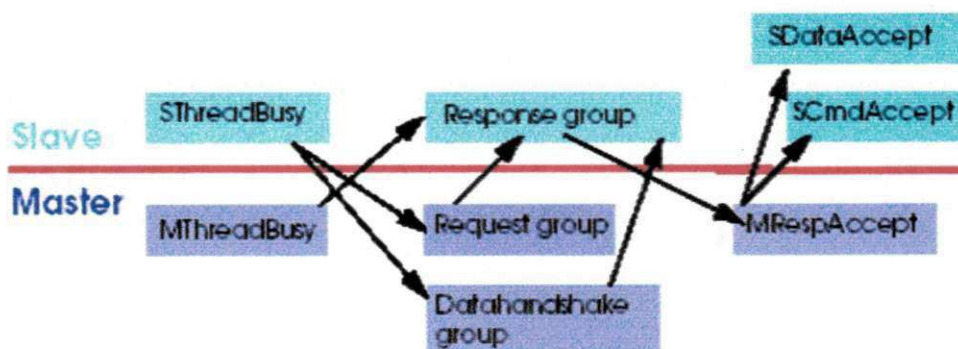 SDataAccept
SThreadBusy
Response group
SCmdAccept
Slave
Master
MThreadBusy
Request group
MRespAccept
Datahandshake
group